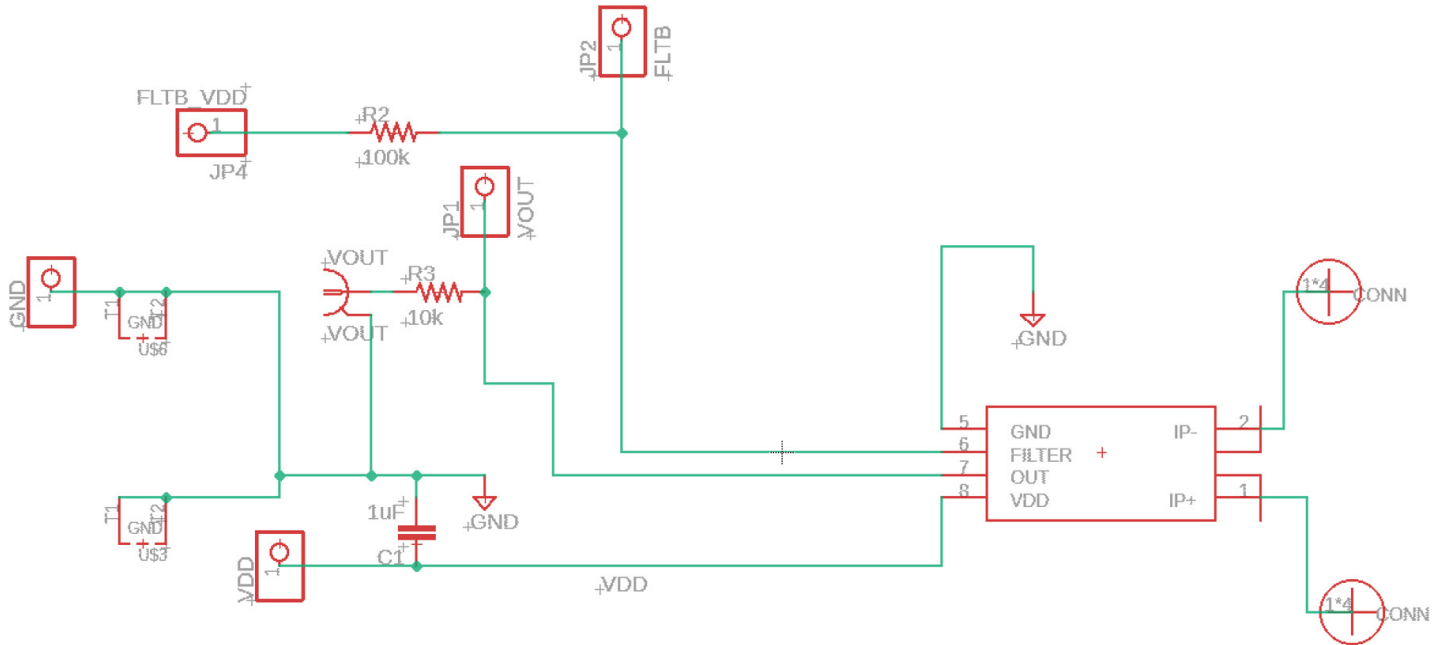 JP2
1
FLTB
FLTB_VDD
1
JP4
R2
100k
JP1
1
VOUT
VOUT
R3
10k
VOUT
GND
1
T1
T2
GND
U$6
GND
1*4
CONN
5
6
7
8
GND
FILTER
OUT
VDD
IP-
IP+
2
1
T1
T2
GND
U$3
1uF
C1
GND
VDD
1
VDD
1*4
CONN